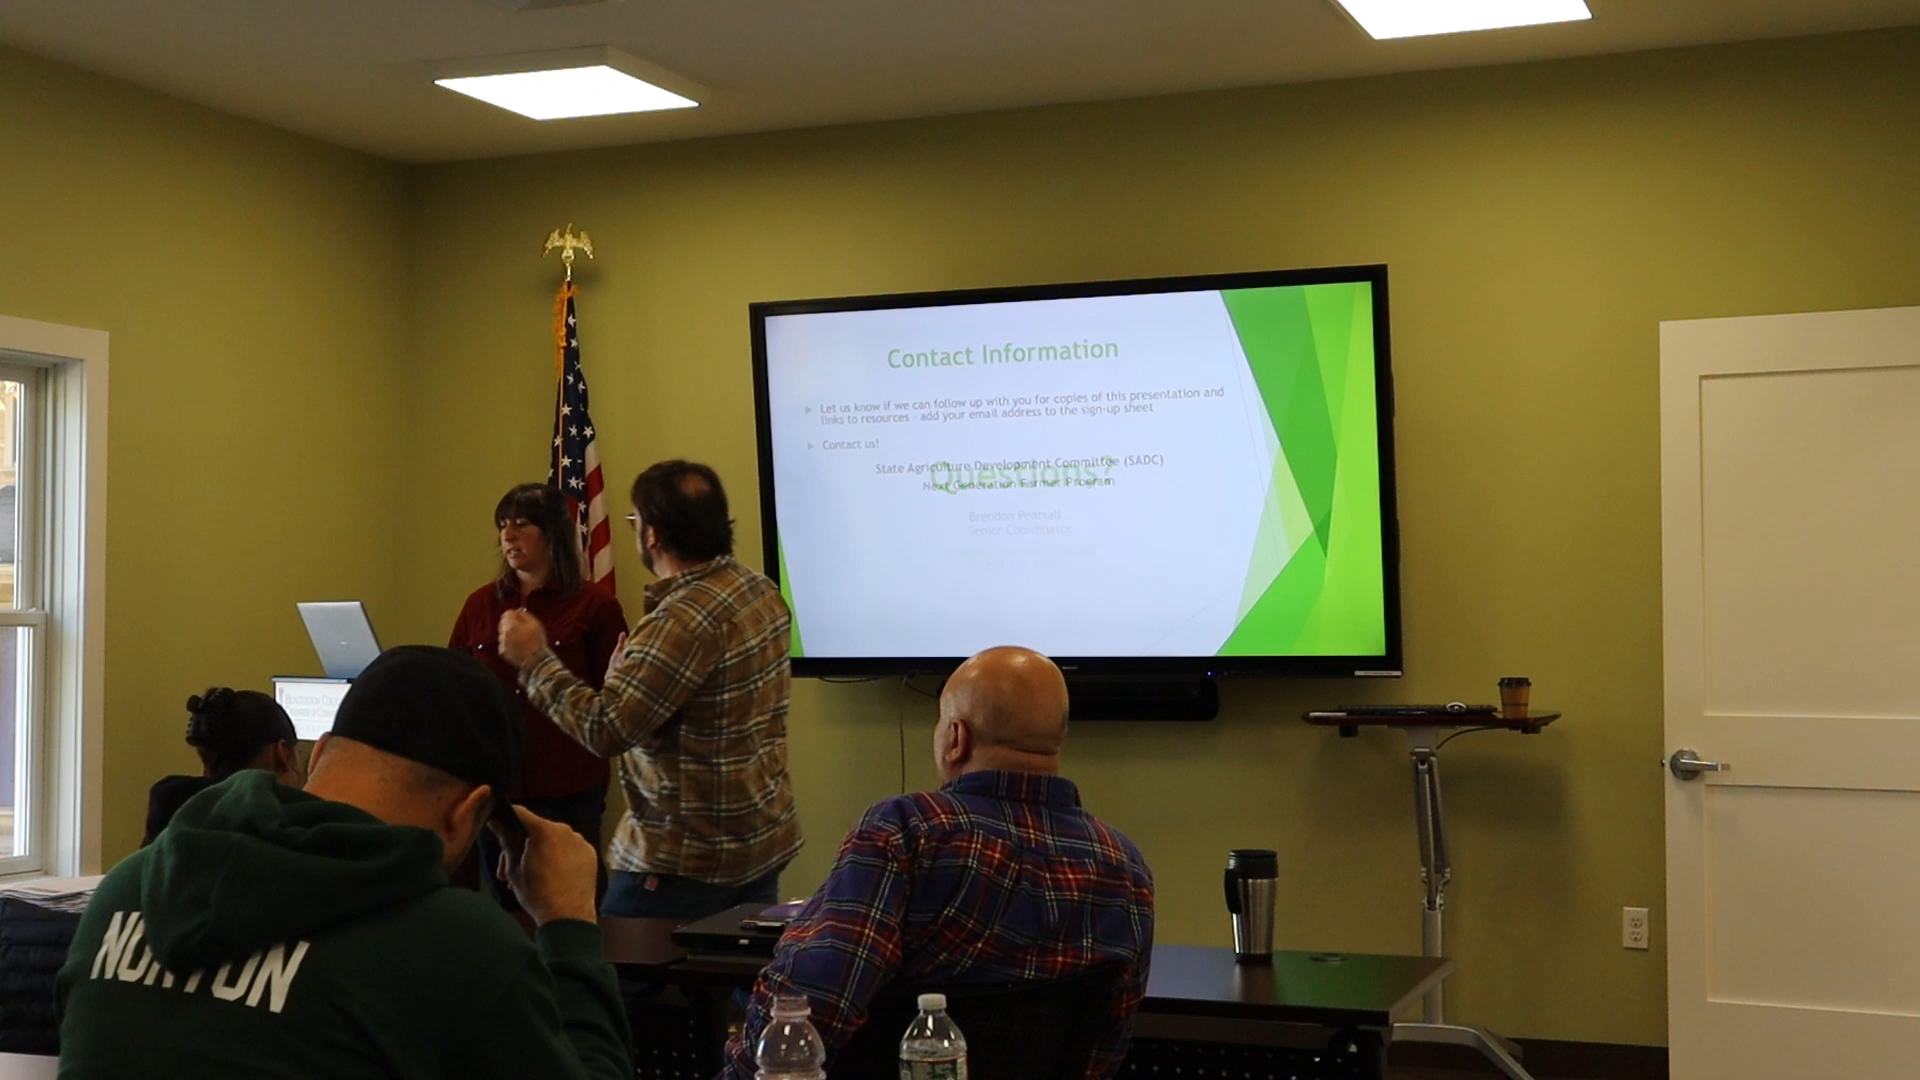 Contact Information
Let us know if we can follow up with you for copies of this presentation and
links to resources - add your email address to the sign-up sheet
Contact us!
State Agriculture Development Committee (SADC)
Questions?
Next Generation Farmer Program
Brendon Pearsall
Senior Coordinator
NORTON